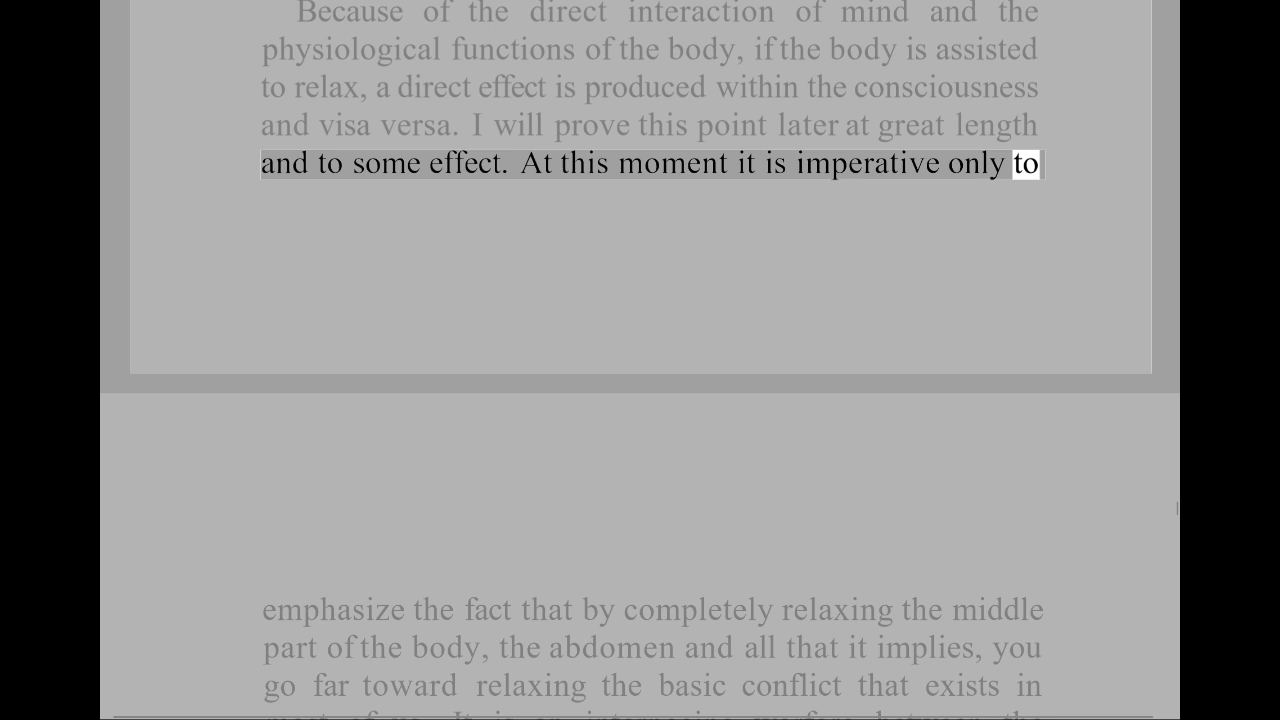 Because of the direct interaction of mind and the
physiological functions of the body, if the body is assisted
to relax, a direct effect is produced within the consciousness
and visa versa. I will prove this point later at great length
and to some effect. At this moment it is imperative only to
emphasize the fact that by completely relaxing the middle
part of the body, the abdomen and all that it implies, you
go far toward relaxing the basic conflict that exists in